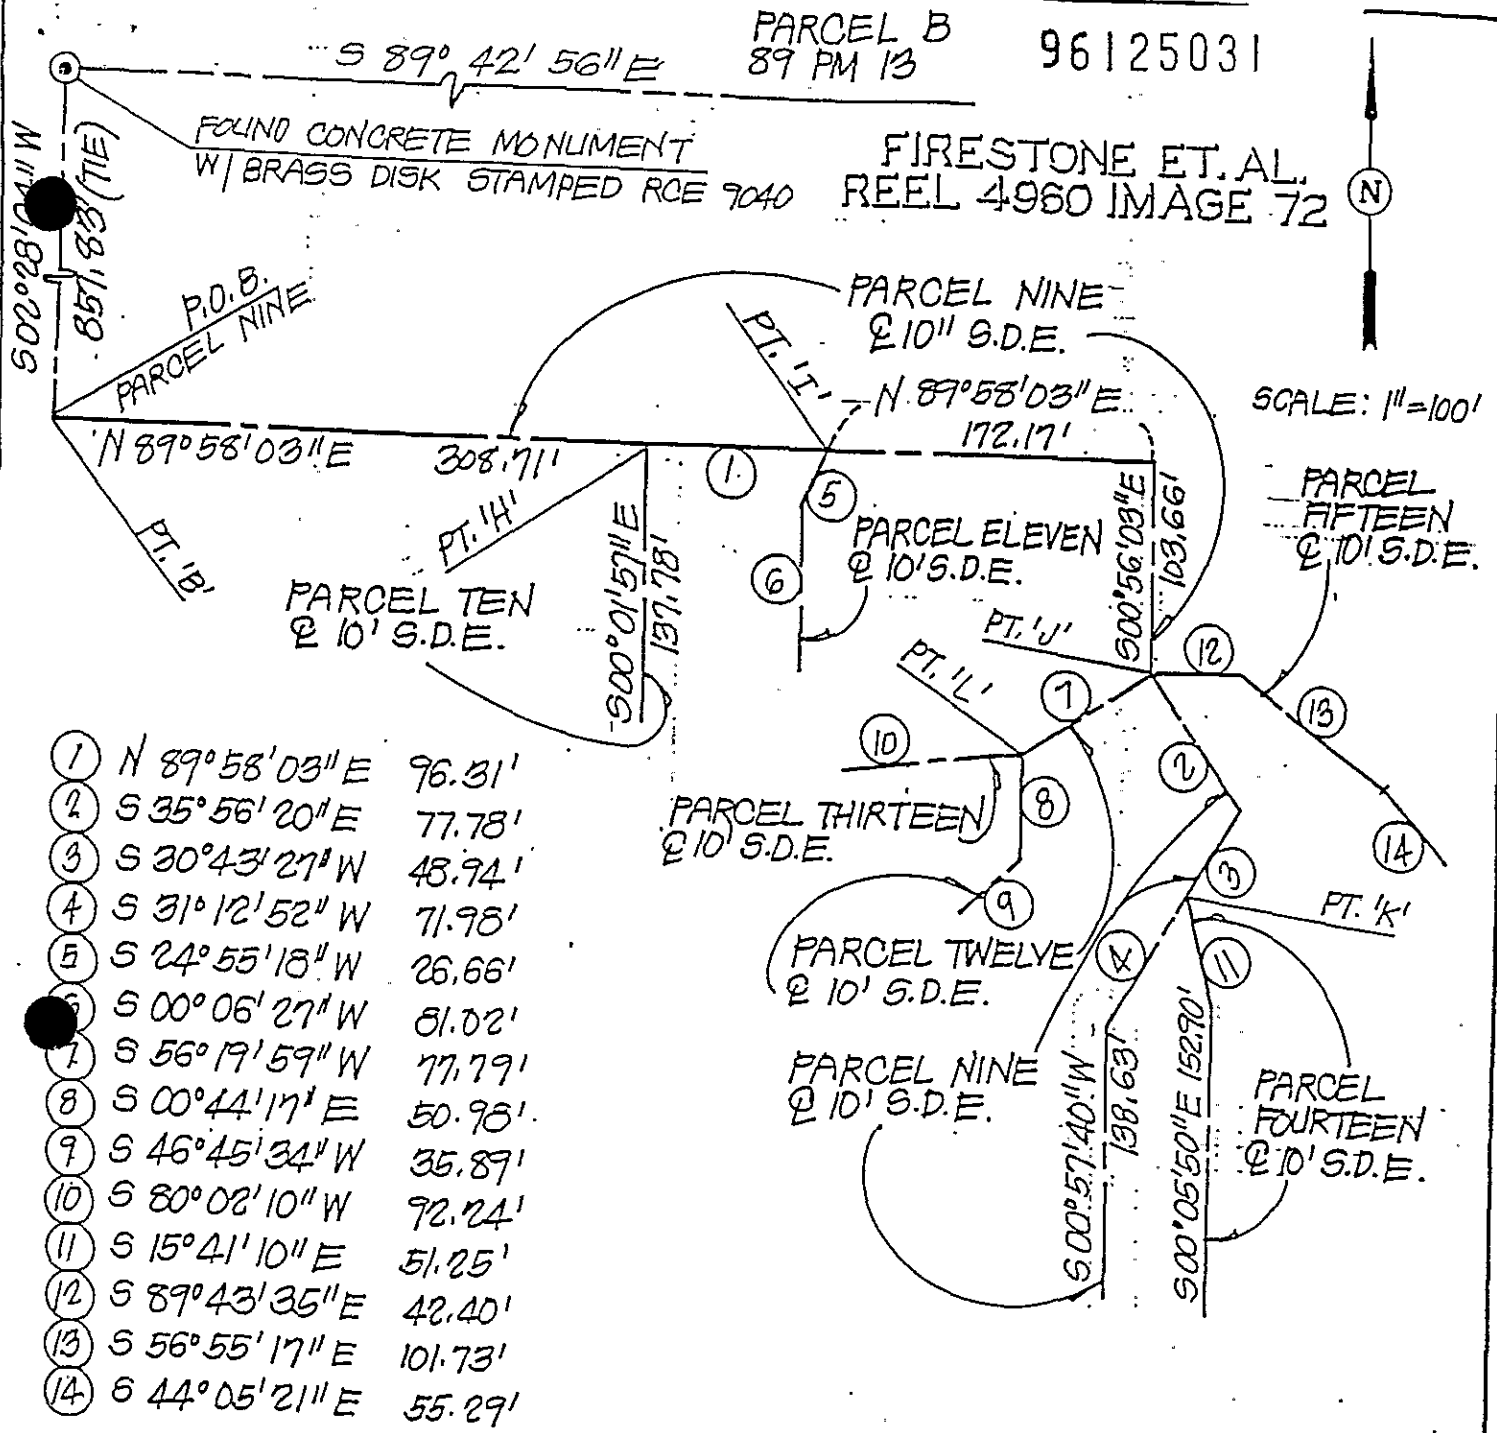 PARCEL B
89 PM 13
96125031
S 89° 42' 56" E
FOUND CONCRETE MONUMENT
W/ BRASS DISK STAMPED RCE 9040
FIRESTONE ET. AL.
REEL 4960 IMAGE 72
N
857.83' (TIE)
P.O.B.
PARCEL NINE
PARCEL NINE
℄ 10" S.D.E.
PT. 'I'
N 89°58'03" E
172.17'
SCALE: 1"=100'
N 89°58'03" E 308.71'
1
5
PT. 'H'
PT. 'B'
S00°01'57" E
137.78'
6
PARCEL ELEVEN
℄ 10' S.D.E.
S00°56'03" E
103.66'
PARCEL
FIFTEEN
℄ 10' S.D.E.
PARCEL TEN
℄ 10' S.D.E.
PT. 'J'
PT. 'L'
12
7
13
10
2
8
14
PARCEL THIRTEEN
℄ 10' S.D.E.
9
3
PT. 'K'
PARCEL TWELVE
℄ 10' S.D.E.
4
11
PARCEL NINE
℄ 10' S.D.E.
S 00°57'40" W
138.63'
S00°05'50" E 152.90'
PARCEL
FOURTEEN
℄ 10' S.D.E.
1 N 89°58'03" E 96.31'
2 S 35°56'20" E 77.78'
3 S 30°43'27" W 48.94'
4 S 31°12'52" W 71.98'
5 S 24°55'18" W 26.66'
S 00°06'27" W 81.02'
7 S 56°19'59" W 77.79'
8 S 00°44'17" E 50.98'
9 S 46°45'34" W 35.89'
10 S 80°02'10" W 92.24'
11 S 15°41'10" E 51.25'
12 S 89°43'35" E 42.40'
13 S 56°55'17" E 101.73'
14 S 44°05'21" E 55.29'